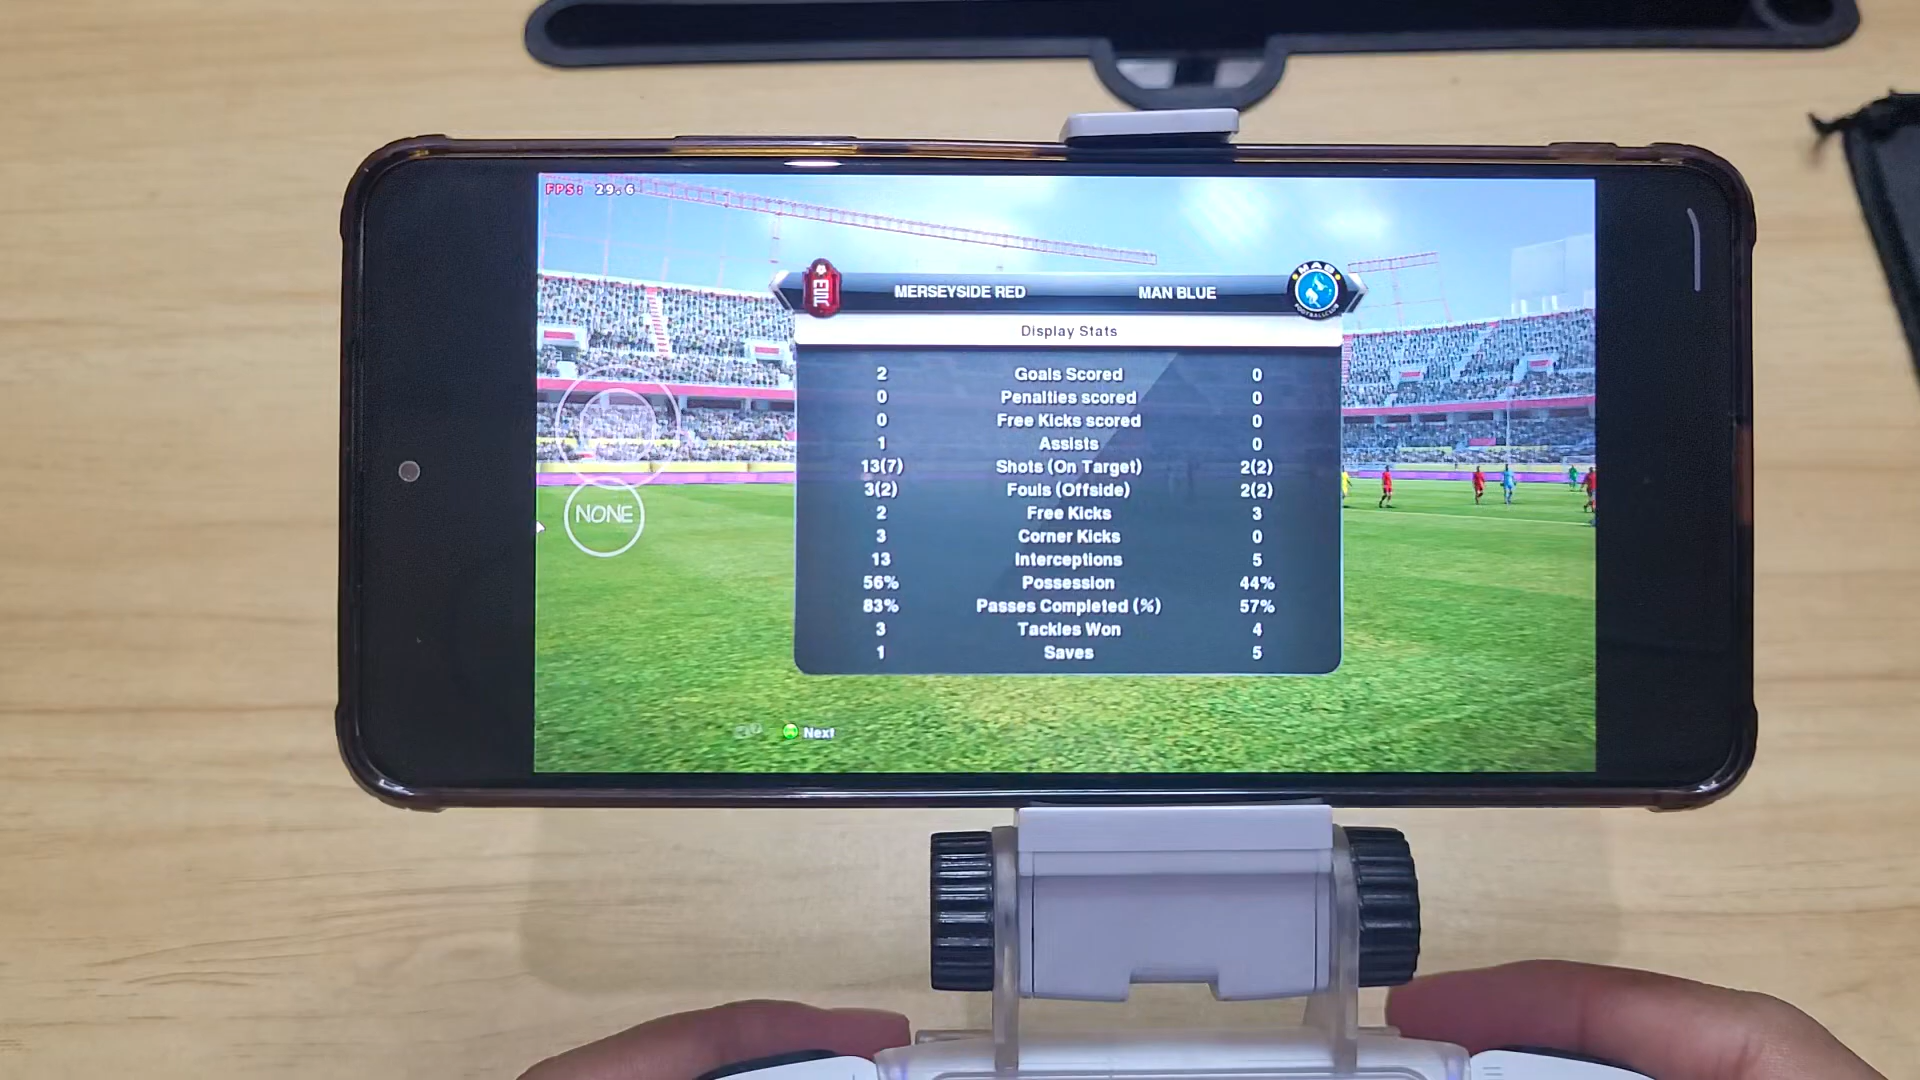 FPS: 29.6
MERSEYSIDE RED MAN BLUE
Display Stats
2 Goals Scored 0
0 Penalties scored 0
0 Free Kicks scored 0
1 Assists 0
13(7) Shots (On Target) 2(2)
3(2) Fouls (Offside) 2(2)
2 Free Kicks 3
3 Corner Kicks 0
13 Interceptions 5
56% Possession 44%
83% Passes Completed (%) 57%
3 Tackles Won 4
1 Saves 5
NONE
Next